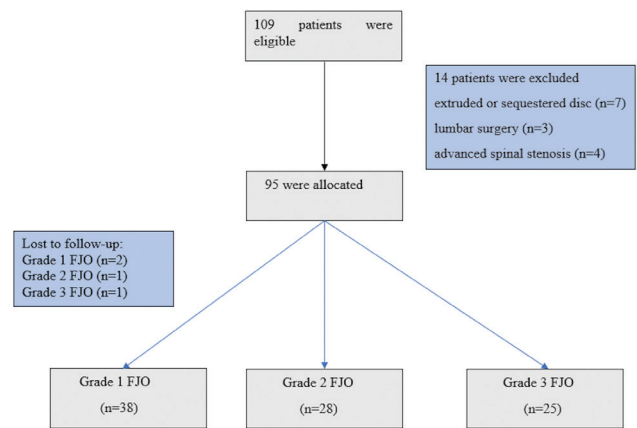 109 patients were
eligible
14 patients were excluded
extruded or sequestered disc (n=7)
lumbar surgery (n=3)
advanced spinal stenosis (n=4)
95 were allocated
Lost to follow-up:
Grade 1 FJO (n=2)
Grade 2 FJO (n=1)
Grade 3 FJO (n=1)
Grade 1 FJO
(n=38)
Grade 2 FJO
(n=28)
Grade 3 FJO
(n=25)